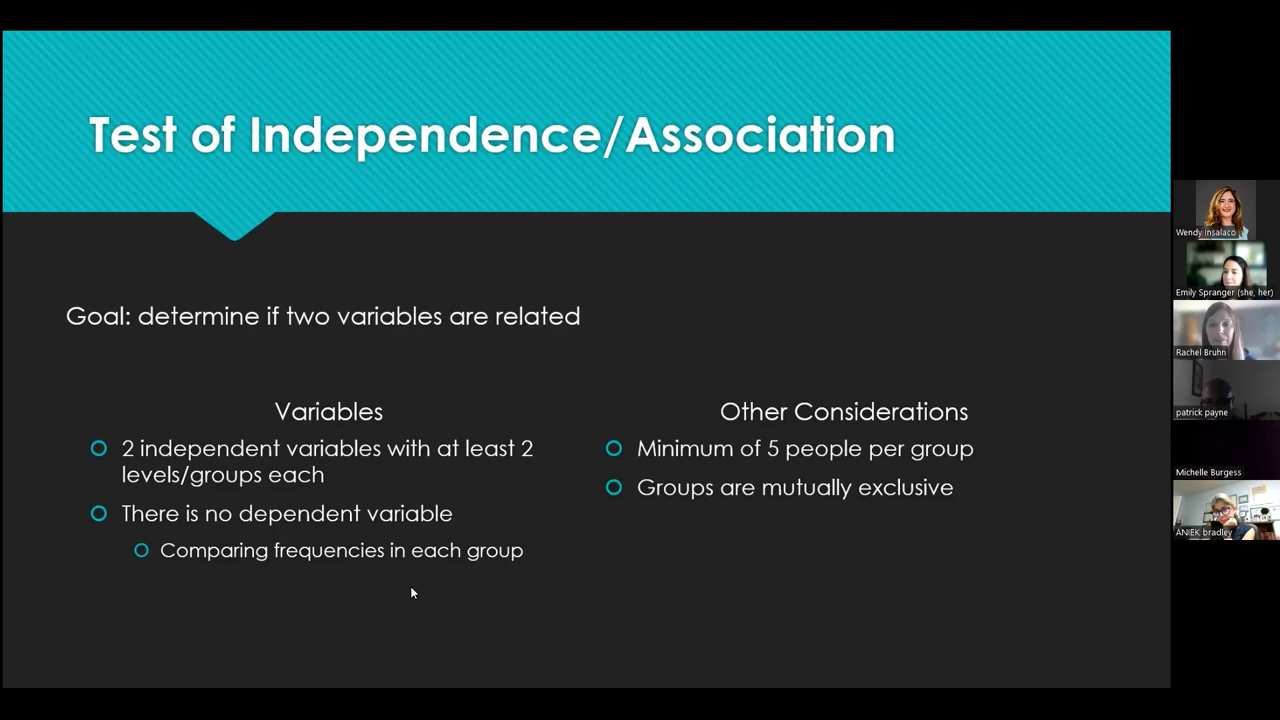 Test of Independence/Association
Goal: determine if two variables are related
Variables
2 independent variables with at least 2
levels/groups each
There is no dependent variable
Comparing frequencies in each group
Other Considerations
Minimum of 5 people per group
Groups are mutually exclusive
Wendy Insalaco...
Emily Spranger (she, her)
Rachel Bruhn
patrick payne
Michelle Burgess
ANIEK bradley